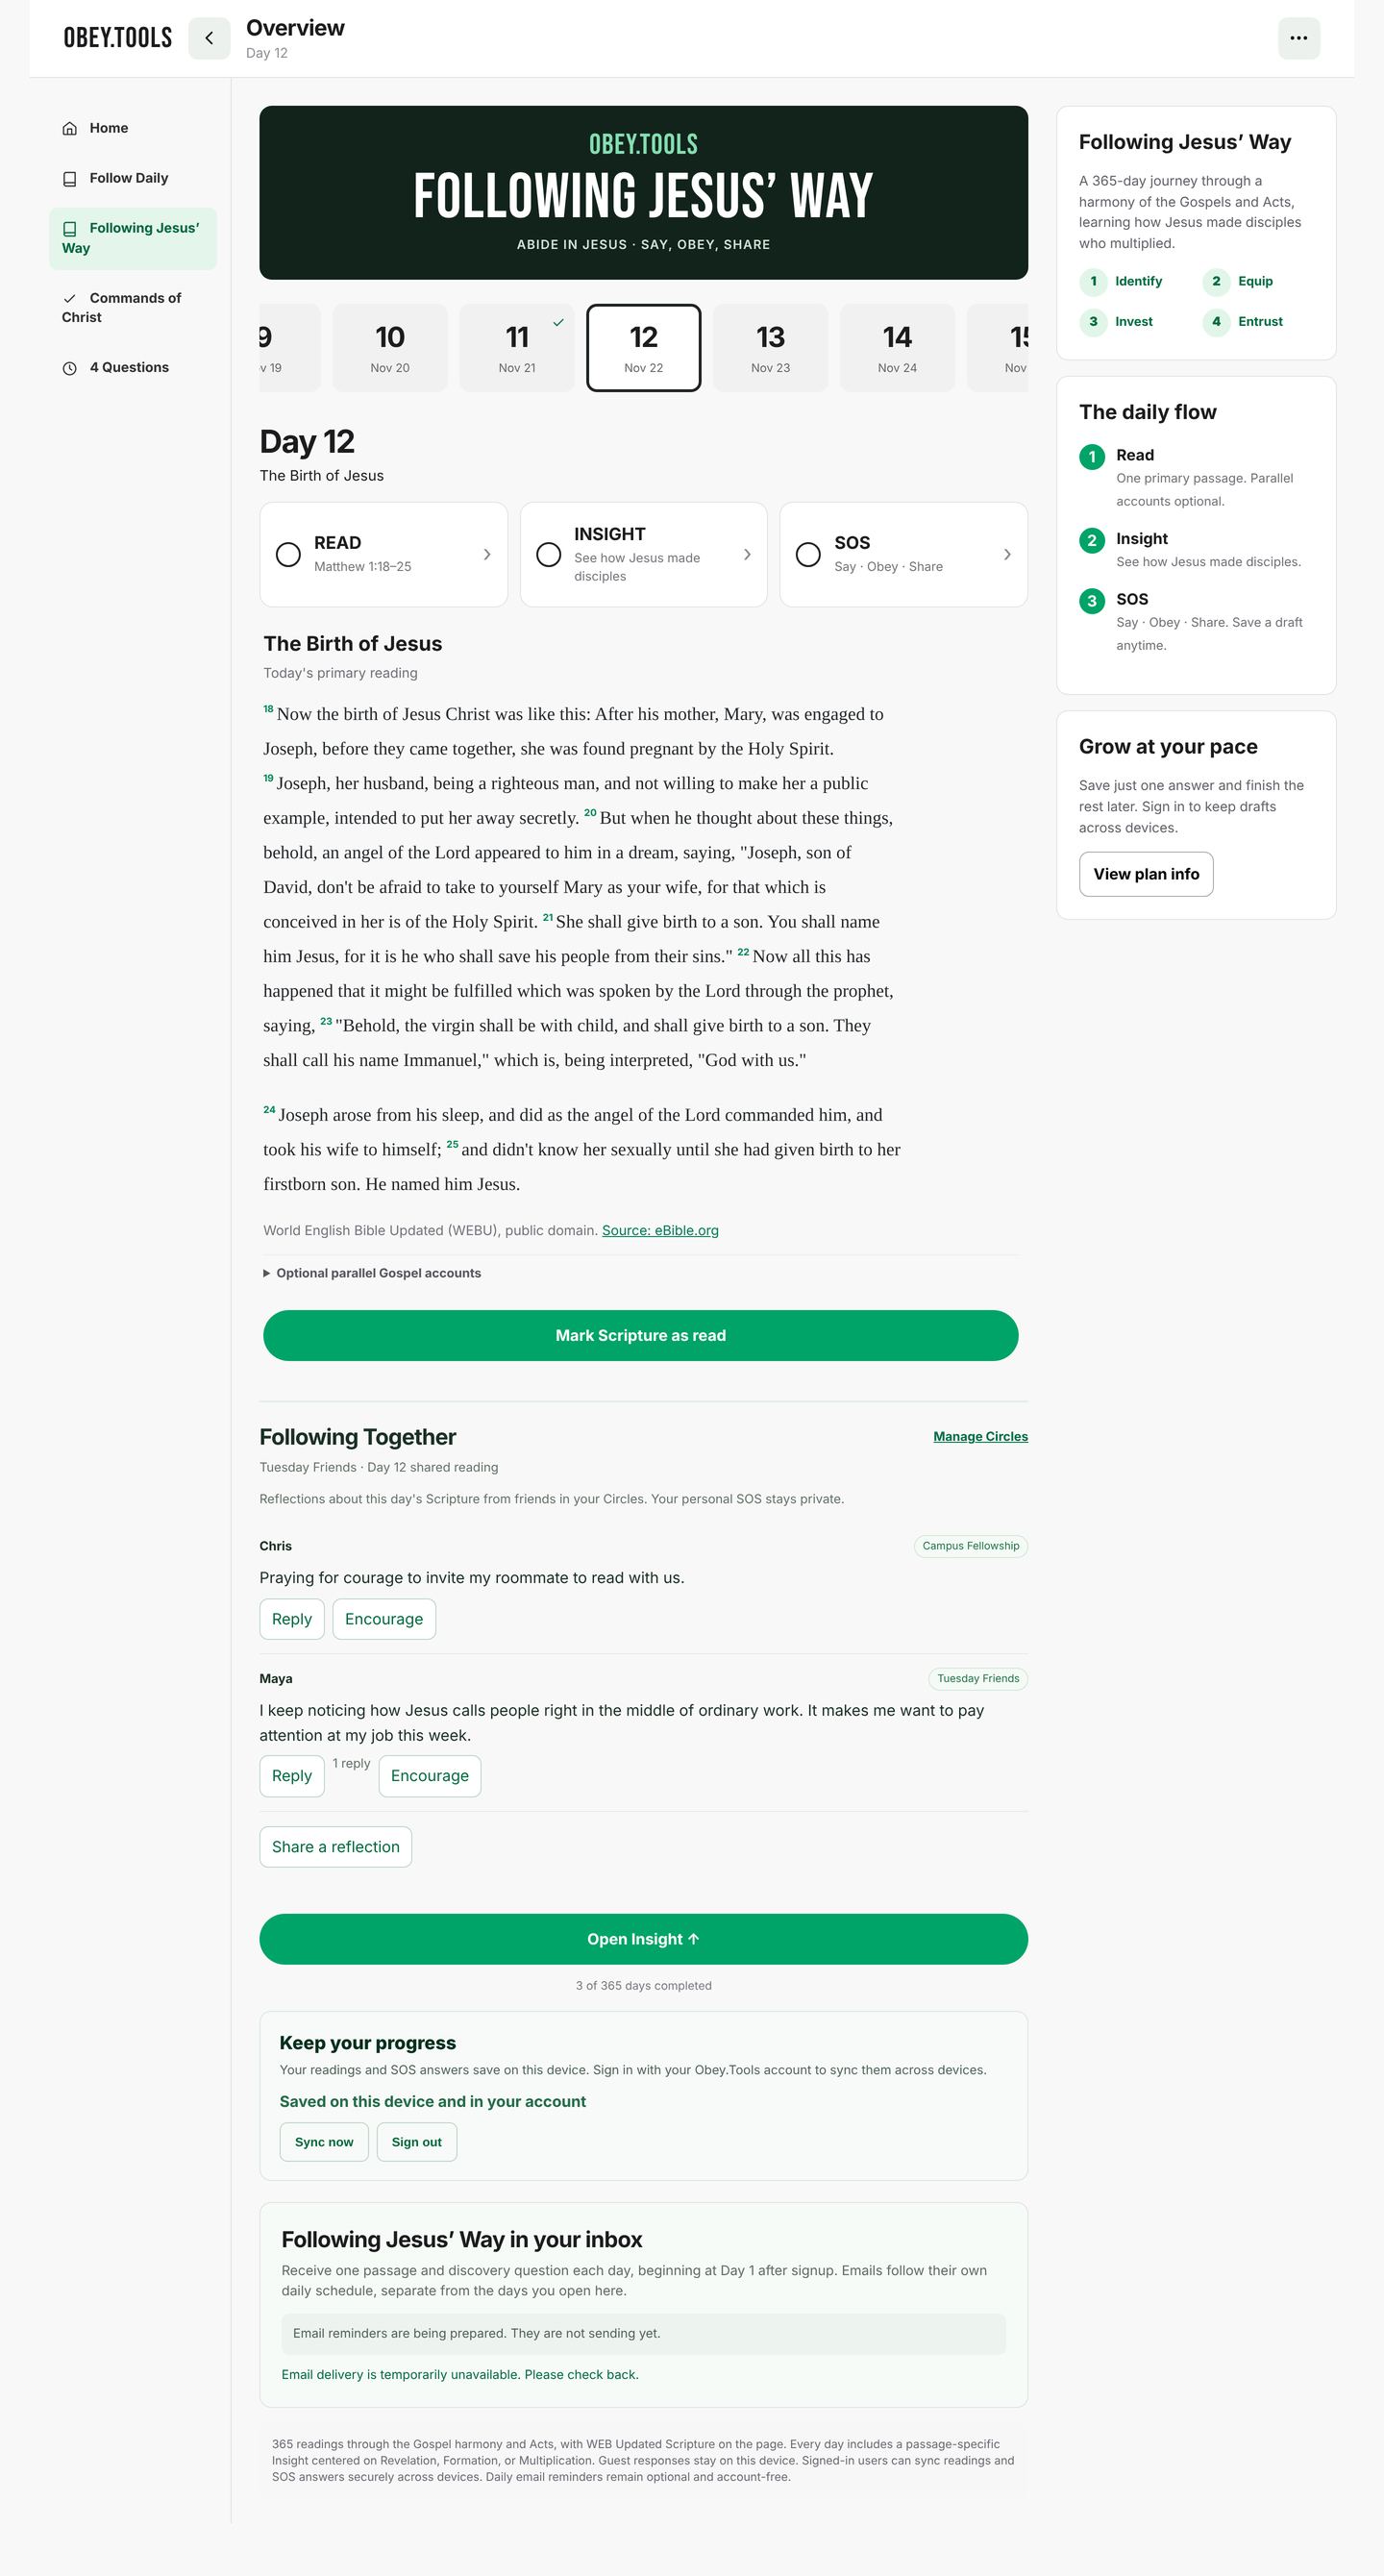 OBEY.TOOLS
Overview
Day 12
Home
Follow Daily
Following Jesus’
Way
Commands of
Christ
4 Questions
OBEY.TOOLS
FOLLOWING JESUS’ WAY
ABIDE IN JESUS · SAY, OBEY, SHARE
9
v 19
10
Nov 20
11
Nov 21
12
Nov 22
13
Nov 23
14
Nov 24
15
Nov
Day 12
The Birth of Jesus
READ
Matthew 1:18–25
INSIGHT
See how Jesus made
disciples
SOS
Say · Obey · Share
The Birth of Jesus
Today's primary reading
18 Now the birth of Jesus Christ was like this: After his mother, Mary, was engaged to
Joseph, before they came together, she was found pregnant by the Holy Spirit.
19 Joseph, her husband, being a righteous man, and not willing to make her a public
example, intended to put her away secretly. 20 But when he thought about these things,
behold, an angel of the Lord appeared to him in a dream, saying, "Joseph, son of
David, don't be afraid to take to yourself Mary as your wife, for that which is
conceived in her is of the Holy Spirit. 21 She shall give birth to a son. You shall name
him Jesus, for it is he who shall save his people from their sins." 22 Now all this has
happened that it might be fulfilled which was spoken by the Lord through the prophet,
saying, 23 "Behold, the virgin shall be with child, and shall give birth to a son. They
shall call his name Immanuel," which is, being interpreted, "God with us."
24 Joseph arose from his sleep, and did as the angel of the Lord commanded him, and
took his wife to himself; 25 and didn't know her sexually until she had given birth to her
firstborn son. He named him Jesus.
World English Bible Updated (WEBU), public domain. Source: eBible.org
Optional parallel Gospel accounts
Mark Scripture as read
Following Together
Manage Circles
Tuesday Friends · Day 12 shared reading
Reflections about this day's Scripture from friends in your Circles. Your personal SOS stays private.
Chris
Campus Fellowship
Praying for courage to invite my roommate to read with us.
Reply
Encourage
Maya
Tuesday Friends
I keep noticing how Jesus calls people right in the middle of ordinary work. It makes me want to pay
attention at my job this week.
Reply
1 reply
Encourage
Share a reflection
Open Insight ↑
3 of 365 days completed
Keep your progress
Your readings and SOS answers save on this device. Sign in with your Obey.Tools account to sync them across devices.
Saved on this device and in your account
Sync now
Sign out
Following Jesus’ Way in your inbox
Receive one passage and discovery question each day, beginning at Day 1 after signup. Emails follow their own
daily schedule, separate from the days you open here.
Email reminders are being prepared. They are not sending yet.
Email delivery is temporarily unavailable. Please check back.
365 readings through the Gospel harmony and Acts, with WEB Updated Scripture on the page. Every day includes a passage-specific
Insight centered on Revelation, Formation, or Multiplication. Guest responses stay on this device. Signed-in users can sync readings and
SOS answers securely across devices. Daily email reminders remain optional and account-free.
Following Jesus’ Way
A 365-day journey through a
harmony of the Gospels and Acts,
learning how Jesus made disciples
who multiplied.
1 Identify
2 Equip
3 Invest
4 Entrust
The daily flow
1 Read
One primary passage. Parallel
accounts optional.
2 Insight
See how Jesus made disciples.
3 SOS
Say · Obey · Share. Save a draft
anytime.
Grow at your pace
Save just one answer and finish the
rest later. Sign in to keep drafts
across devices.
View plan info